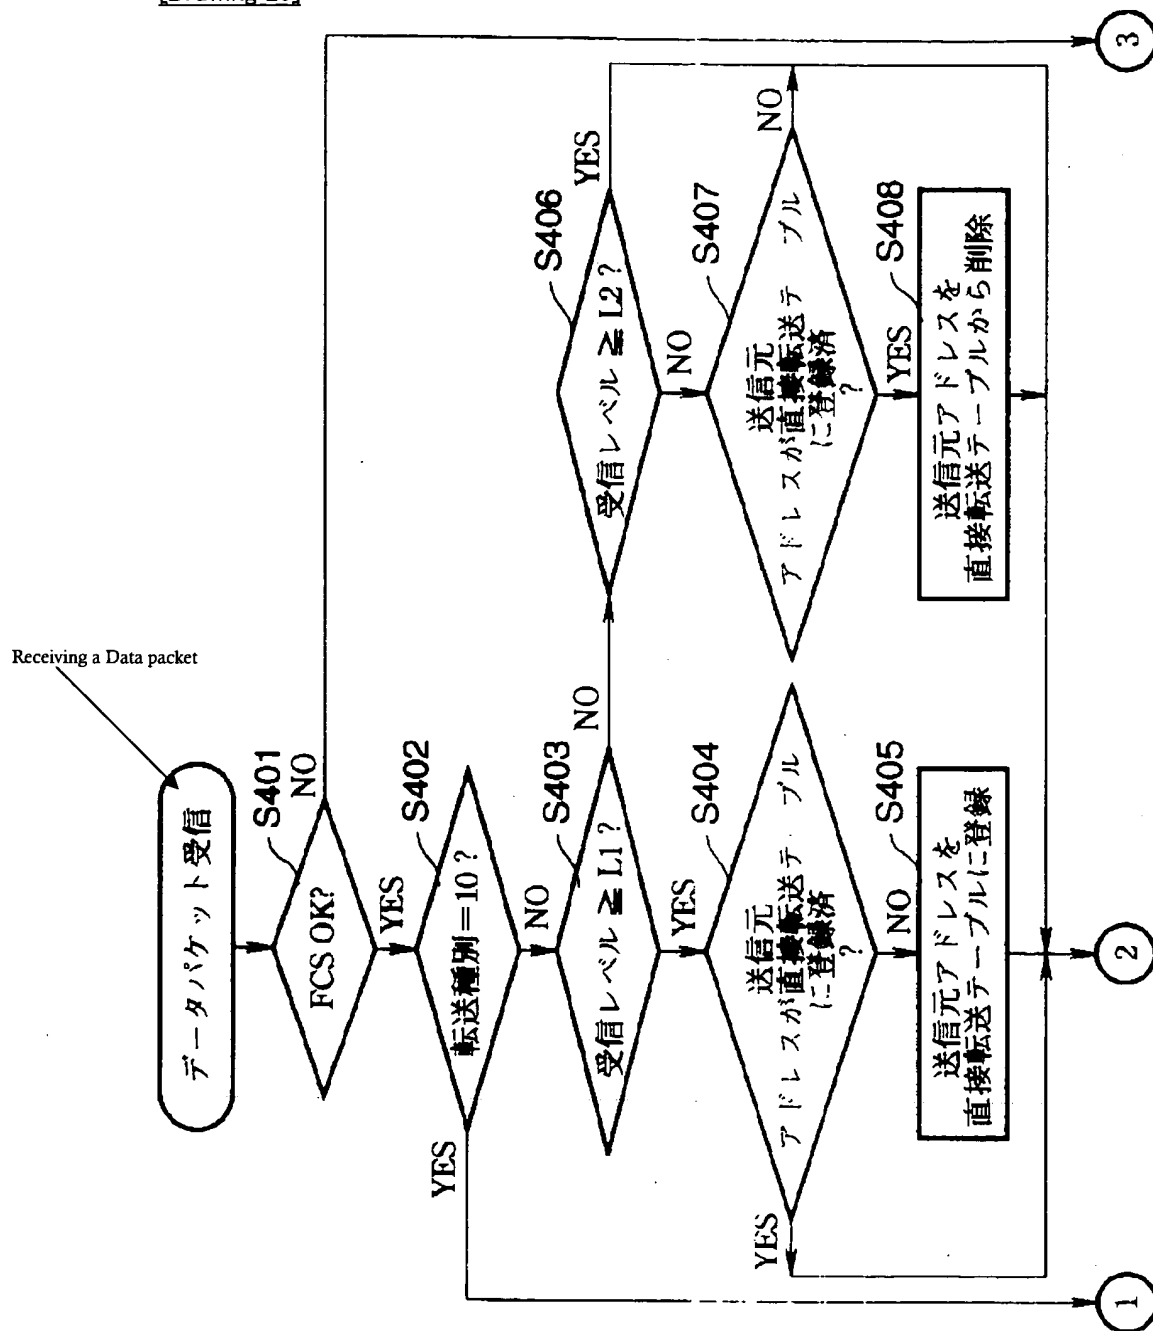 Receiving a Data packet
データパケット受信
S401
FCS OK?
NO
YES
S402
転送種別=10?
YES
NO
S403
受信レベル≧L1?
NO
YES
S406
受信レベル≧L2?
YES
NO
S404
送信元
アドレスが直接転送テーブル
に登録済
?
YES
NO
S407
送信元
アドレスが直接転送テーブル
に登録済
?
NO
YES
S405
送信元アドレスを
直接転送テーブルに登録
S408
送信元アドレスを
直接転送テーブルから削除
1
2
3